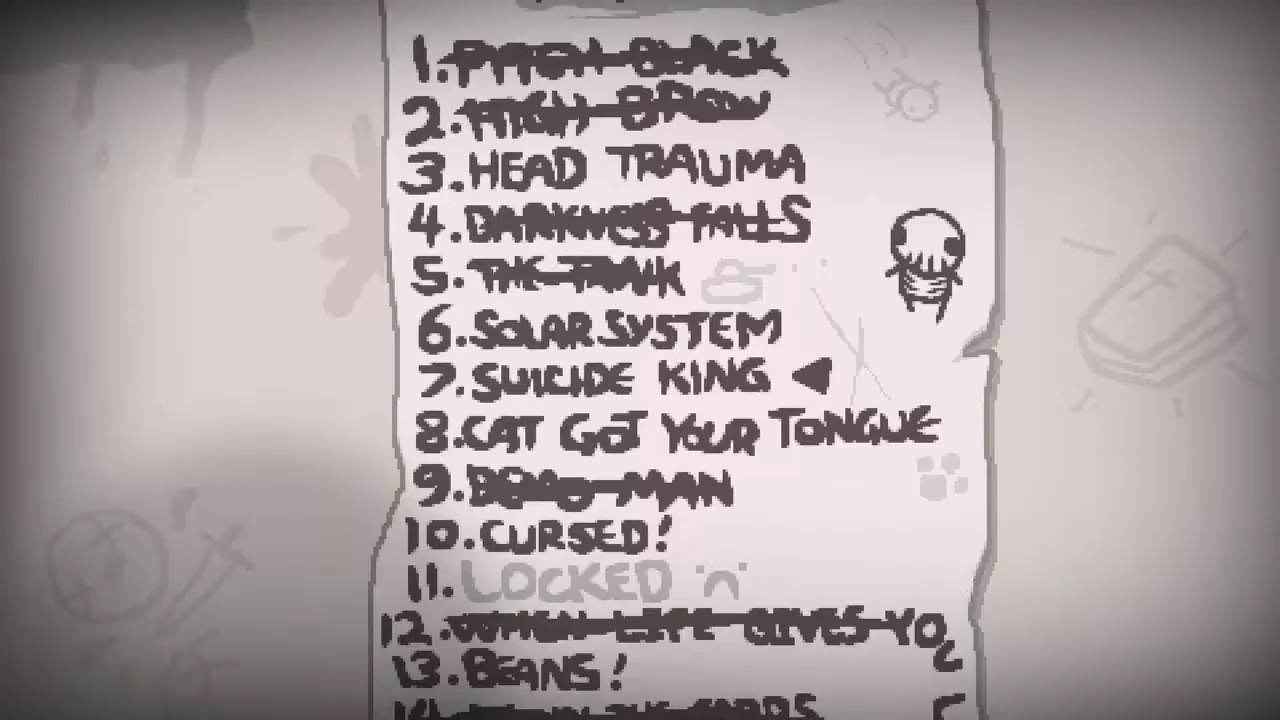 1. PITCH BLACK
2. HIGH BROW
3. HEAD TRAUMA
4. DARKNESS FALLS
5. THE TANK
6. SOLAR SYSTEM
7. SUICIDE KING ◀
8. CAT GOT YOUR TONGUE
9. DEMO MAN
10. CURSED!
11. LOCKED
12. WHEN LIFE GIVES YOU
13. BEANS!
14. CARDS